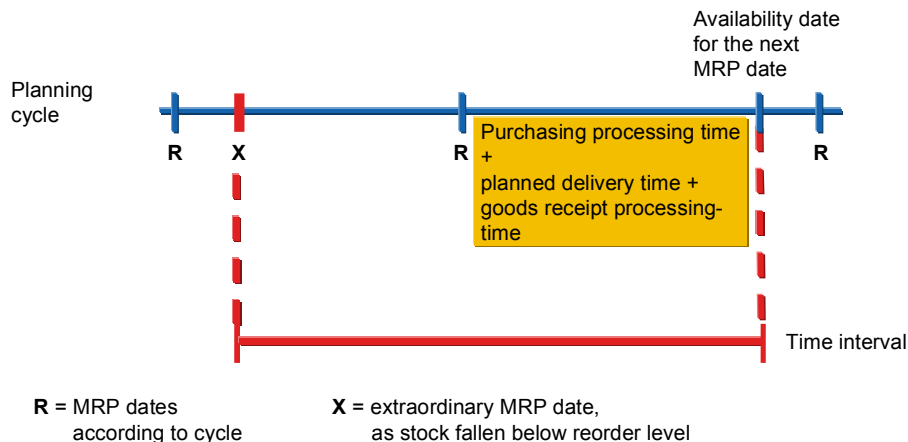 Availability date
for the next
MRP date
Planning
cycle
R
X
R
R
Purchasing processing time
+
planned delivery time +
goods receipt processing-
time
Time interval
R = MRP dates
according to cycle
X = extraordinary MRP date,
as stock fallen below reorder level